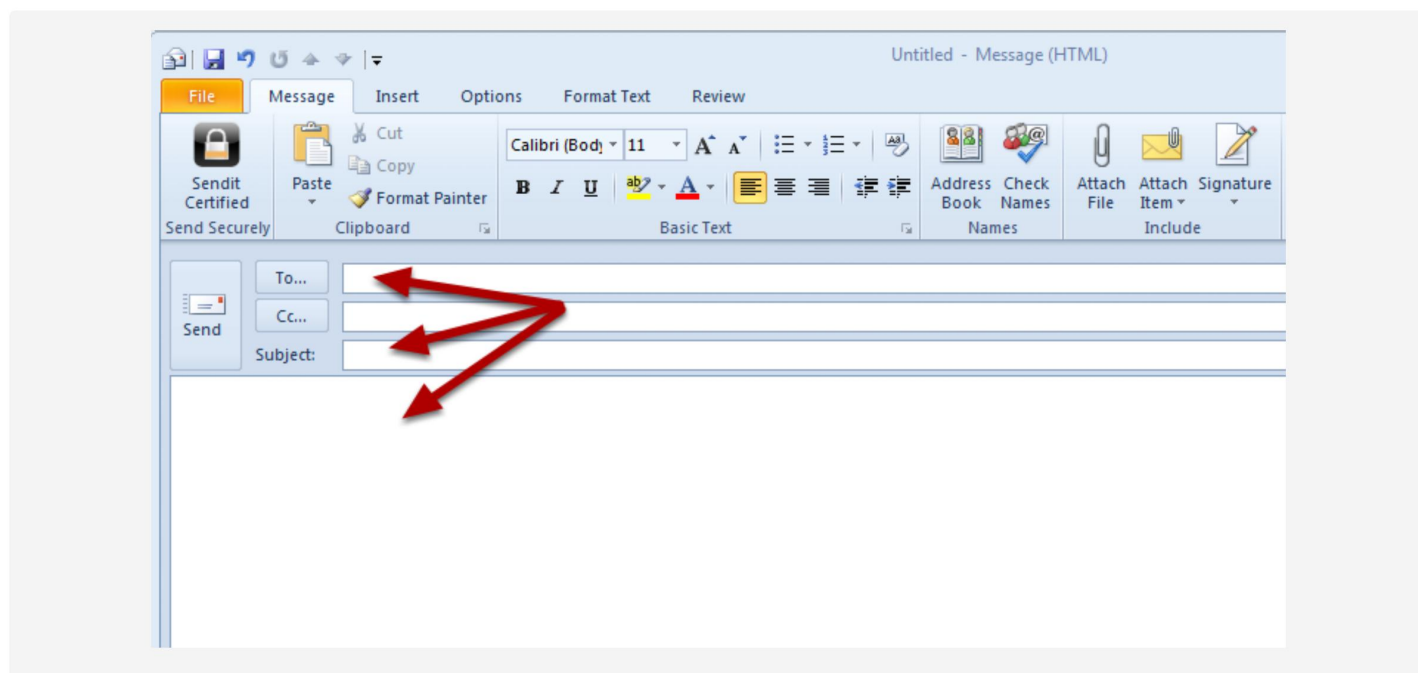 Untitled - Message (HTML)
File Message Insert Options Format Text Review
Sendit Certified
Send Securely
Paste
Cut
Copy
Format Painter
Clipboard
Calibri (Body 11
B I U
Basic Text
Address Book
Check Names
Names
Attach File
Attach Item
Signature
Include
Send
To...
Cc...
Subject: